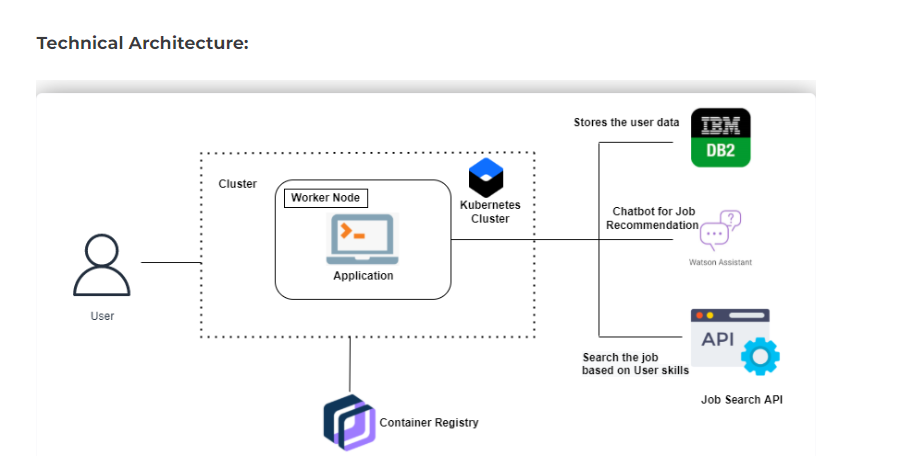 Technical Architecture:
Stores the user data
IBM
DB2
Cluster
Worker Node
Kubernetes
Cluster
Application
Chatbot for Job
Recommendation
Watson Assistant
User
API
Search the job
based on User skills
Job Search API
Container Registry